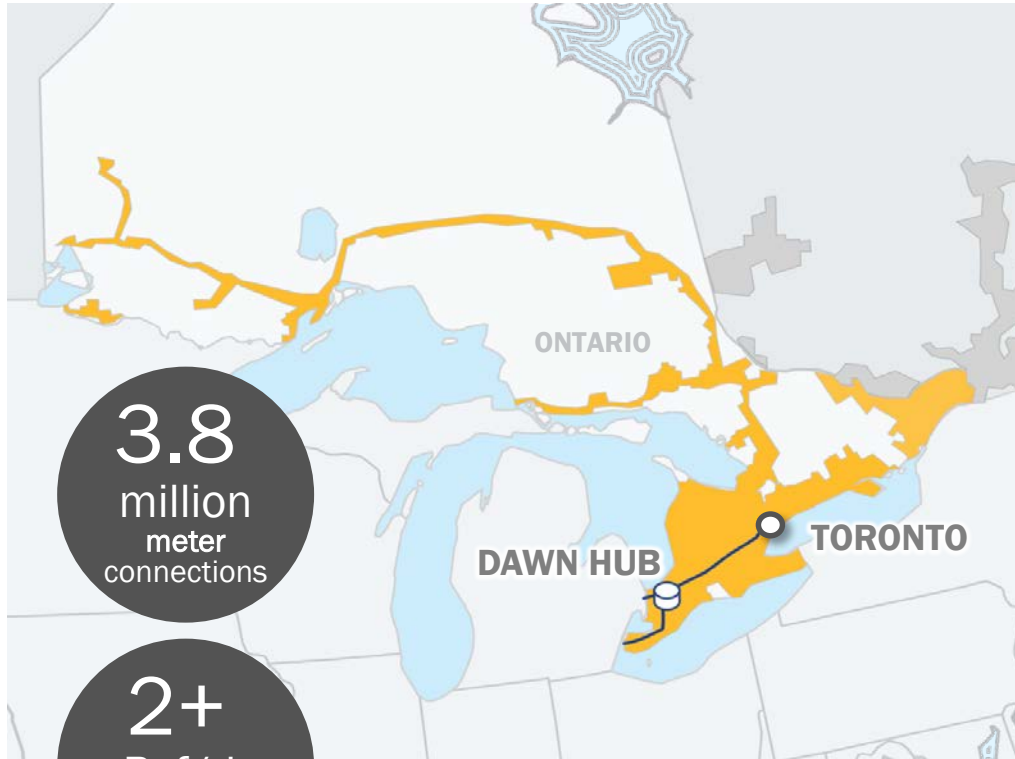 ONTARIO
3.8
million
meter
connections
DAWN HUB
TORONTO
2+